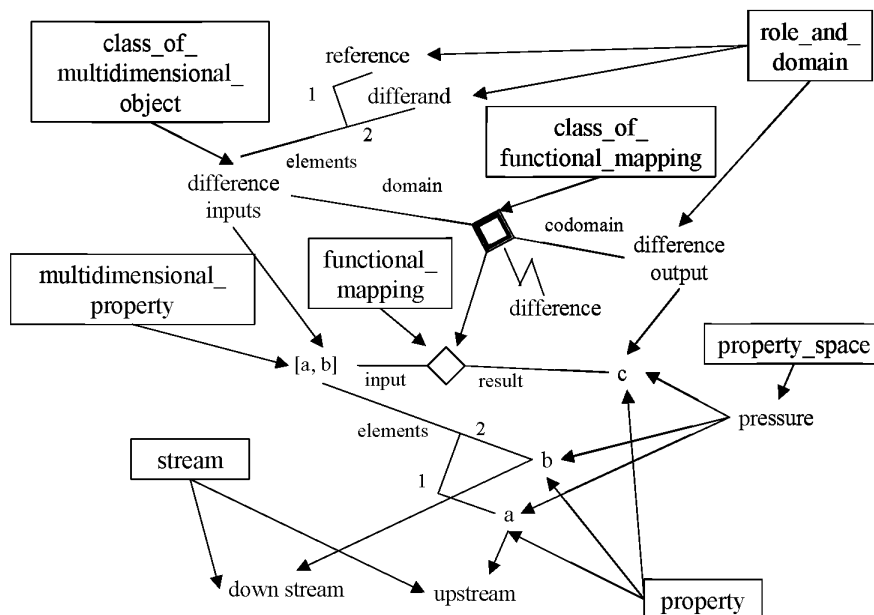 class_of_
multidimensional_
object
reference
role_and_
domain
1
differand
2
elements
class_of_
functional_mapping
difference
inputs
domain
codomain
difference
output
multidimensional_
property
functional_
mapping
difference
property_space
[a, b]
input
result
c
pressure
elements
2
stream
b
1
a
down stream
upstream
property